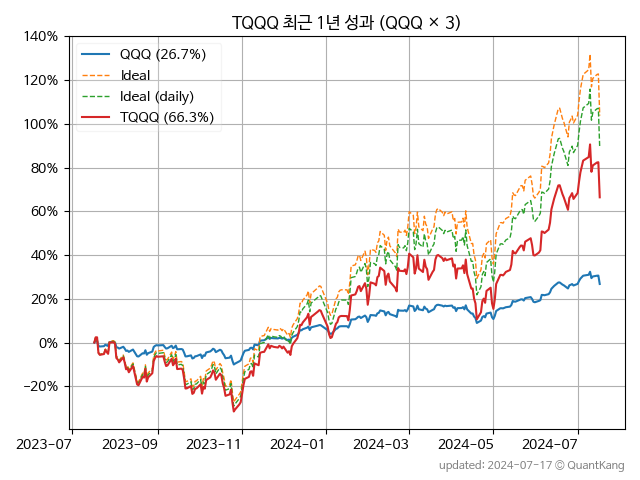 TQQQ 최근 1년 성과 (QQQ × 3)
140%
120%
100%
80%
60%
40%
20%
0%
−20%
QQQ (26.7%)
Ideal
Ideal (daily)
TQQQ (66.3%)
2023-07
2023-09
2023-11
2024-01
2024-03
2024-05
2024-07
updated: 2024-07-17 © QuantKang